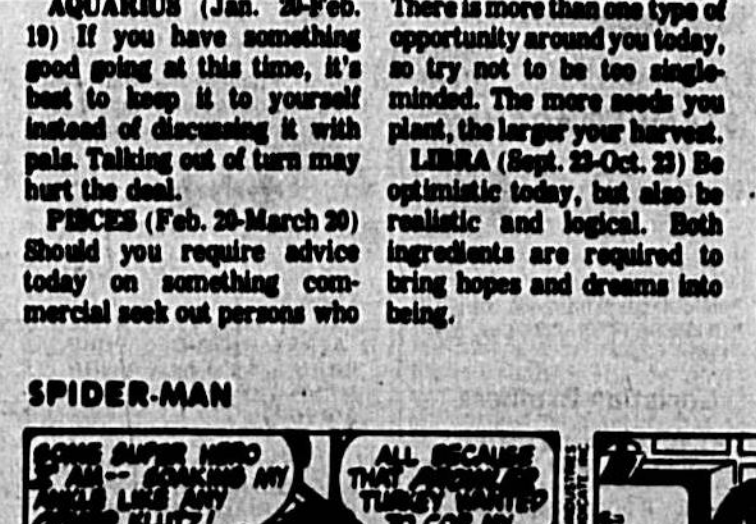 AQUARIUS (Jan. 20-Feb.
19) If you have something
good going at this time, it's
best to keep it to yourself
instead of discussing it with
pals. Talking out of turn may
hurt the deal.
PISCES (Feb. 20-March 20)
Should you require advice
today on something com-
mercial seek out persons who
There is more than one type of
opportunity around you today,
so try not to be too single-
minded. The more seeds you
plant, the larger your harvest.
LIBRA (Sept. 23-Oct. 23) Be
optimistic today, but also be
realistic and logical. Both
ingredients are required to
bring hopes and dreams into
being.
SPIDER-MAN
SOME SUPER HERO
I AM-- SOAKING MY
ANKLE LIKE ANY
KLUTZ!
ALL BECAUSE
THAT
TURKEY WANTED
TO